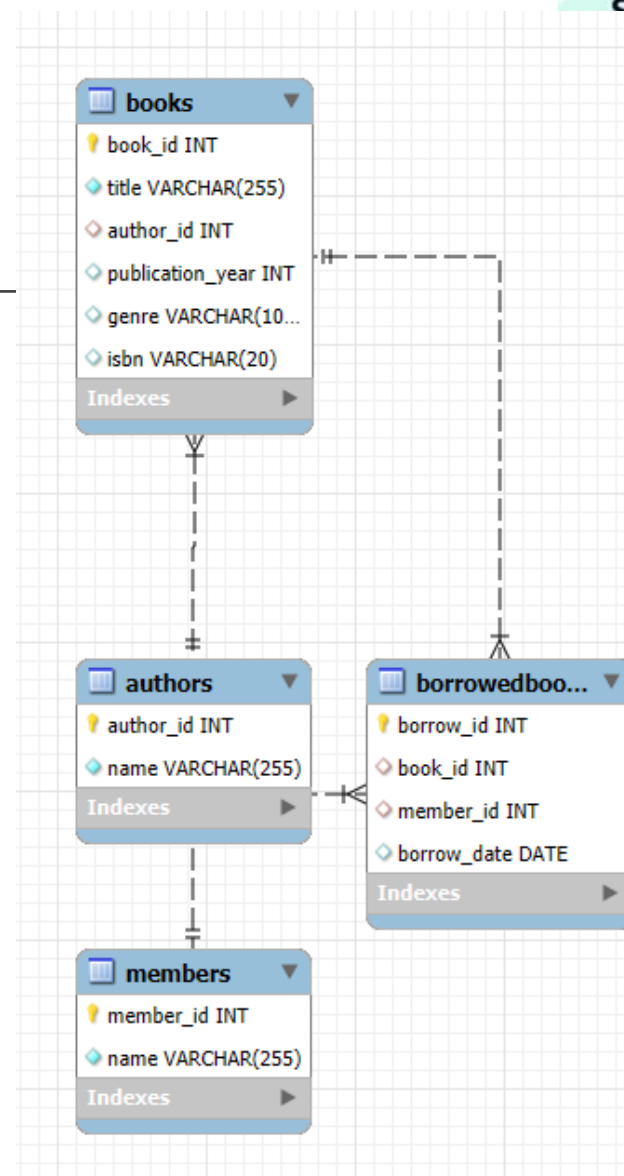 books
book_id INT
title VARCHAR(255)
author_id INT
publication_year INT
genre VARCHAR(10...
isbn VARCHAR(20)
Indexes
authors
author_id INT
name VARCHAR(255)
Indexes
borrowedboo...
borrow_id INT
book_id INT
member_id INT
borrow_date DATE
Indexes
members
member_id INT
name VARCHAR(255)
Indexes